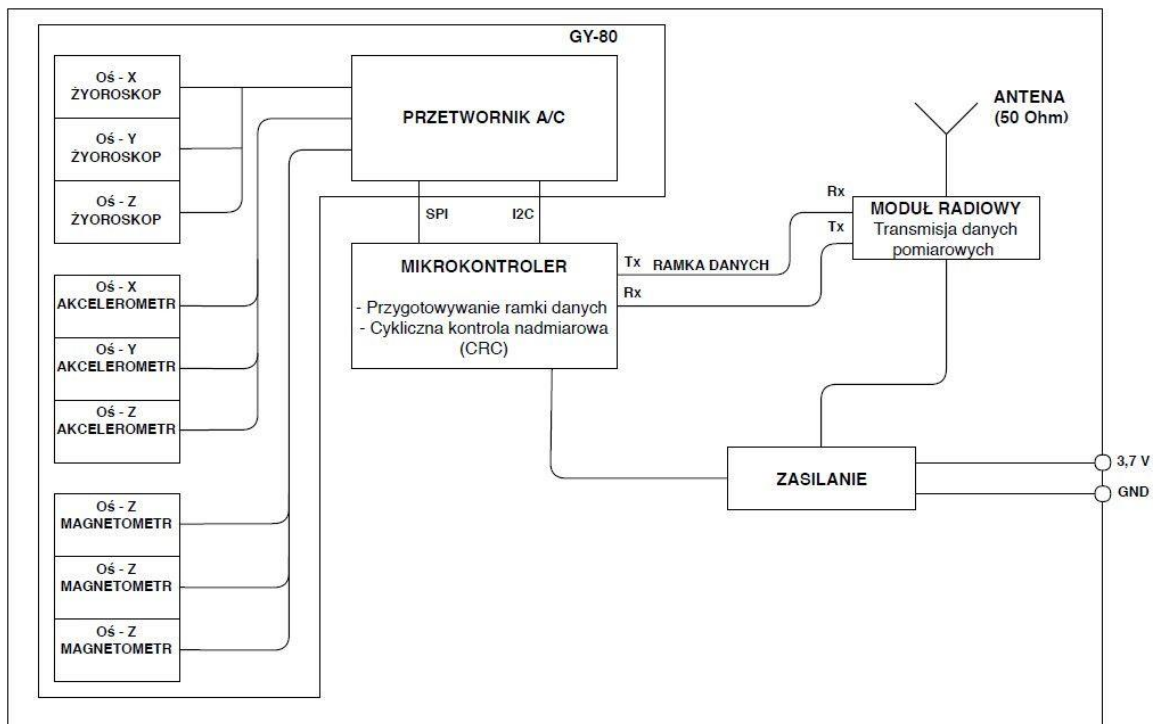 GY-80
Oś - X
ŻYOROSKOP
Oś - Y
ŻYOROSKOP
Oś - Z
ŻYOROSKOP
PRZETWORNIK A/C
ANTENA
(50 Ohm)
SPI
I2C
Rx
Tx
MODUŁ RADIOWY
Transmisja danych
pomiarowych
MIKROKONTROLER
- Przygotowywanie ramki danych
- Cykliczna kontrola nadmiarowa
(CRC)
Tx
RAMKA DANYCH
Rx
Oś - X
AKCELEROMETR
Oś - Y
AKCELEROMETR
Oś - Z
AKCELEROMETR
ZASILANIE
3,7 V
GND
Oś - Z
MAGNETOMETR
Oś - Z
MAGNETOMETR
Oś - Z
MAGNETOMETR